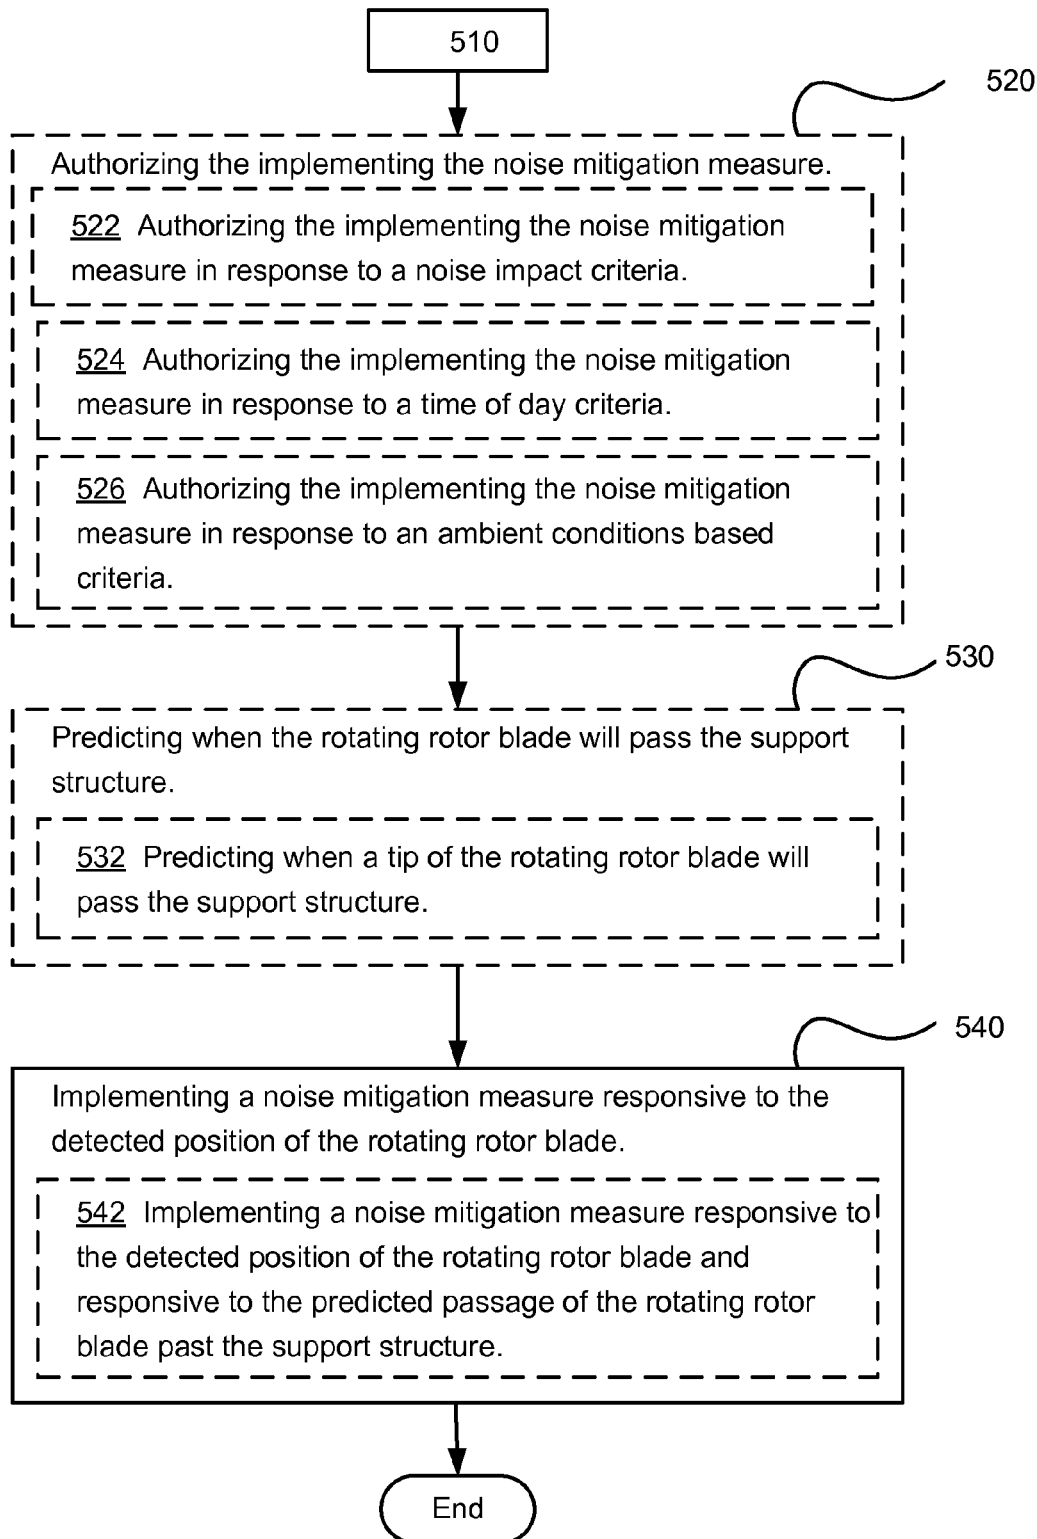 510
520
Authorizing the implementing the noise mitigation measure.
522 Authorizing the implementing the noise mitigation
measure in response to a noise impact criteria.
524 Authorizing the implementing the noise mitigation
measure in response to a time of day criteria.
526 Authorizing the implementing the noise mitigation
measure in response to an ambient conditions based
criteria.
530
Predicting when the rotating rotor blade will pass the support
structure.
532 Predicting when a tip of the rotating rotor blade will
pass the support structure.
540
Implementing a noise mitigation measure responsive to the
detected position of the rotating rotor blade.
542 Implementing a noise mitigation measure responsive to
the detected position of the rotating rotor blade and
responsive to the predicted passage of the rotating rotor
blade past the support structure.
End